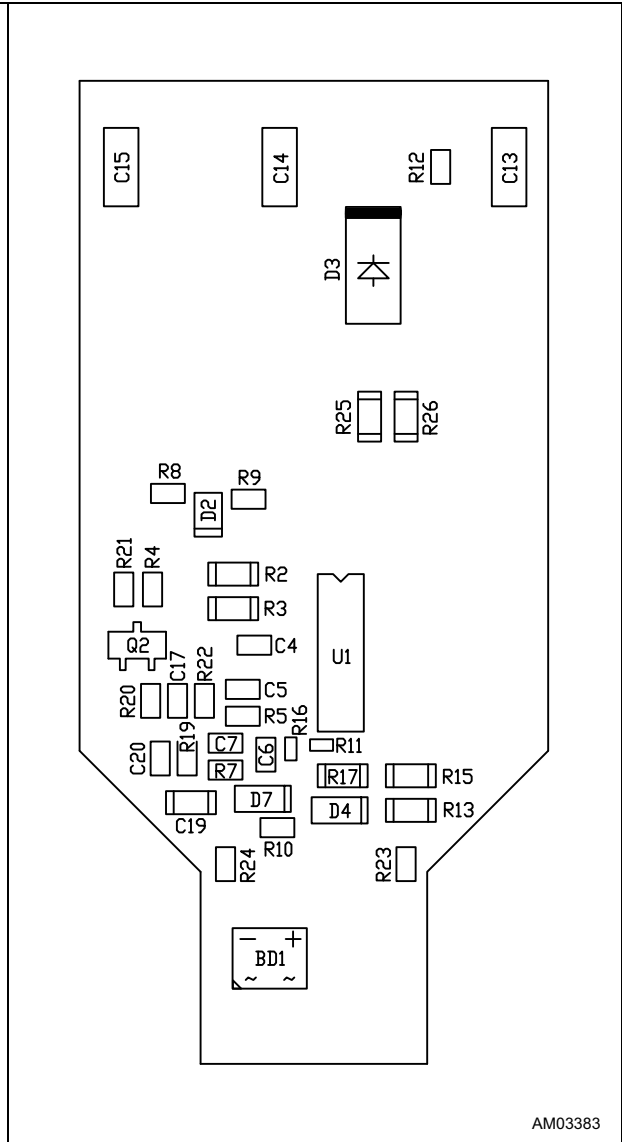 C15
C14
R12
C13
D3
R25
R26
R8
R9
D2
R21
R4
R2
R3
Q2
C17
R22
C4
U1
R20
C5
R5
R16
R19
C20
C7
C6
R11
R7
R17
R15
C19
D7
D4
R13
R10
R24
R23
− +
BD1
~ ~
AM03383